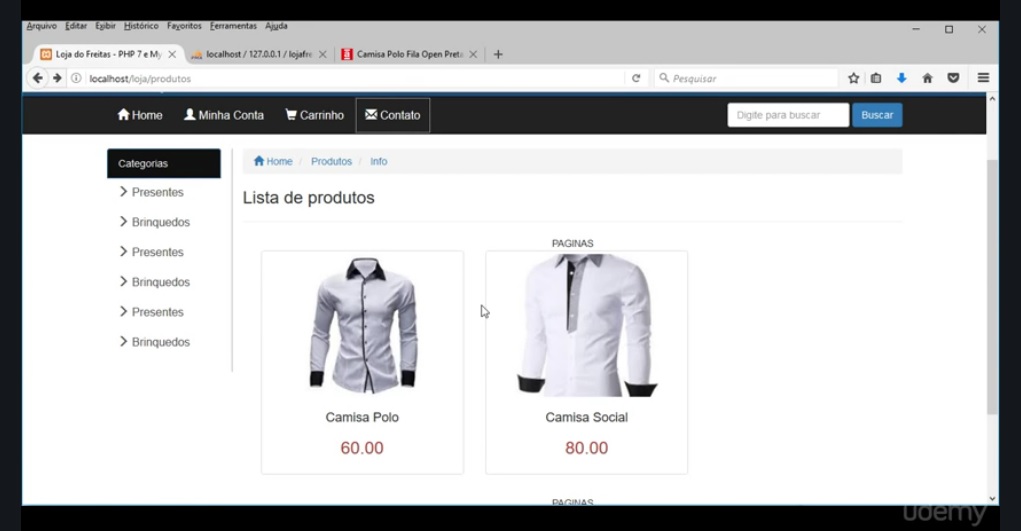 Arquivo Editar Exibir Histórico Favoritos Ferramentas Ajuda
Loja do Freitas - PHP 7 e My localhost / 127.0.0.1 / lojafre Camisa Polo Fila Open Preta
localhost/loja/produtos Pesquisar
Home Minha Conta Carrinho Contato Digite para buscar Buscar
Categorias
Home / Produtos / Info
Presentes
Lista de produtos
Brinquedos
Presentes
Brinquedos
Presentes
Brinquedos
PAGINAS
Camisa Polo Camisa Social
60.00 80.00
PAGINAS
udemy